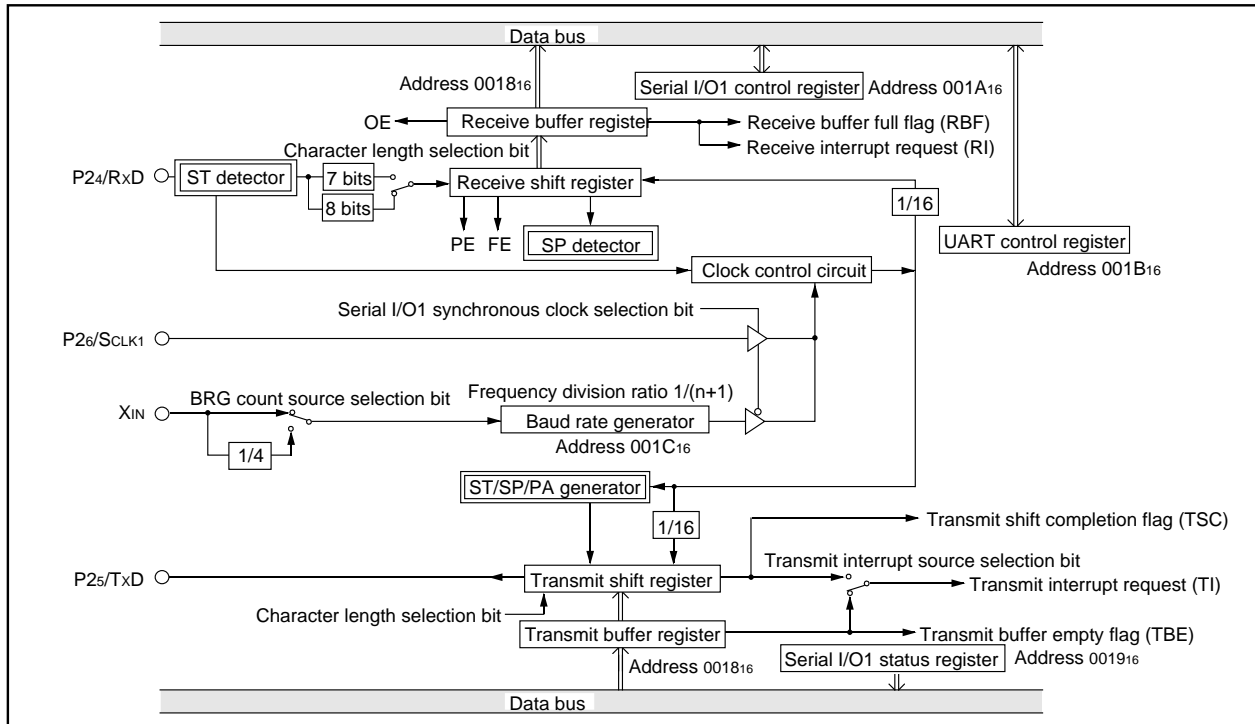 Data bus
Address 001816
Serial I/O1 control register Address 001A16
OE
Receive buffer register
Receive buffer full flag (RBF)
Receive interrupt request (RI)
Character length selection bit
P24/RXD
ST detector
7 bits
8 bits
Receive shift register
1/16
PE FE
SP detector
UART control register
Address 001B16
Clock control circuit
Serial I/O1 synchronous clock selection bit
P26/SCLK1
XIN
BRG count source selection bit
Frequency division ratio 1/(n+1)
Baud rate generator
Address 001C16
1/4
ST/SP/PA generator
1/16
Transmit shift completion flag (TSC)
Transmit interrupt source selection bit
P25/TXD
Transmit shift register
Transmit interrupt request (TI)
Character length selection bit
Transmit buffer register
Transmit buffer empty flag (TBE)
Address 001816
Serial I/O1 status register Address 001916
Data bus